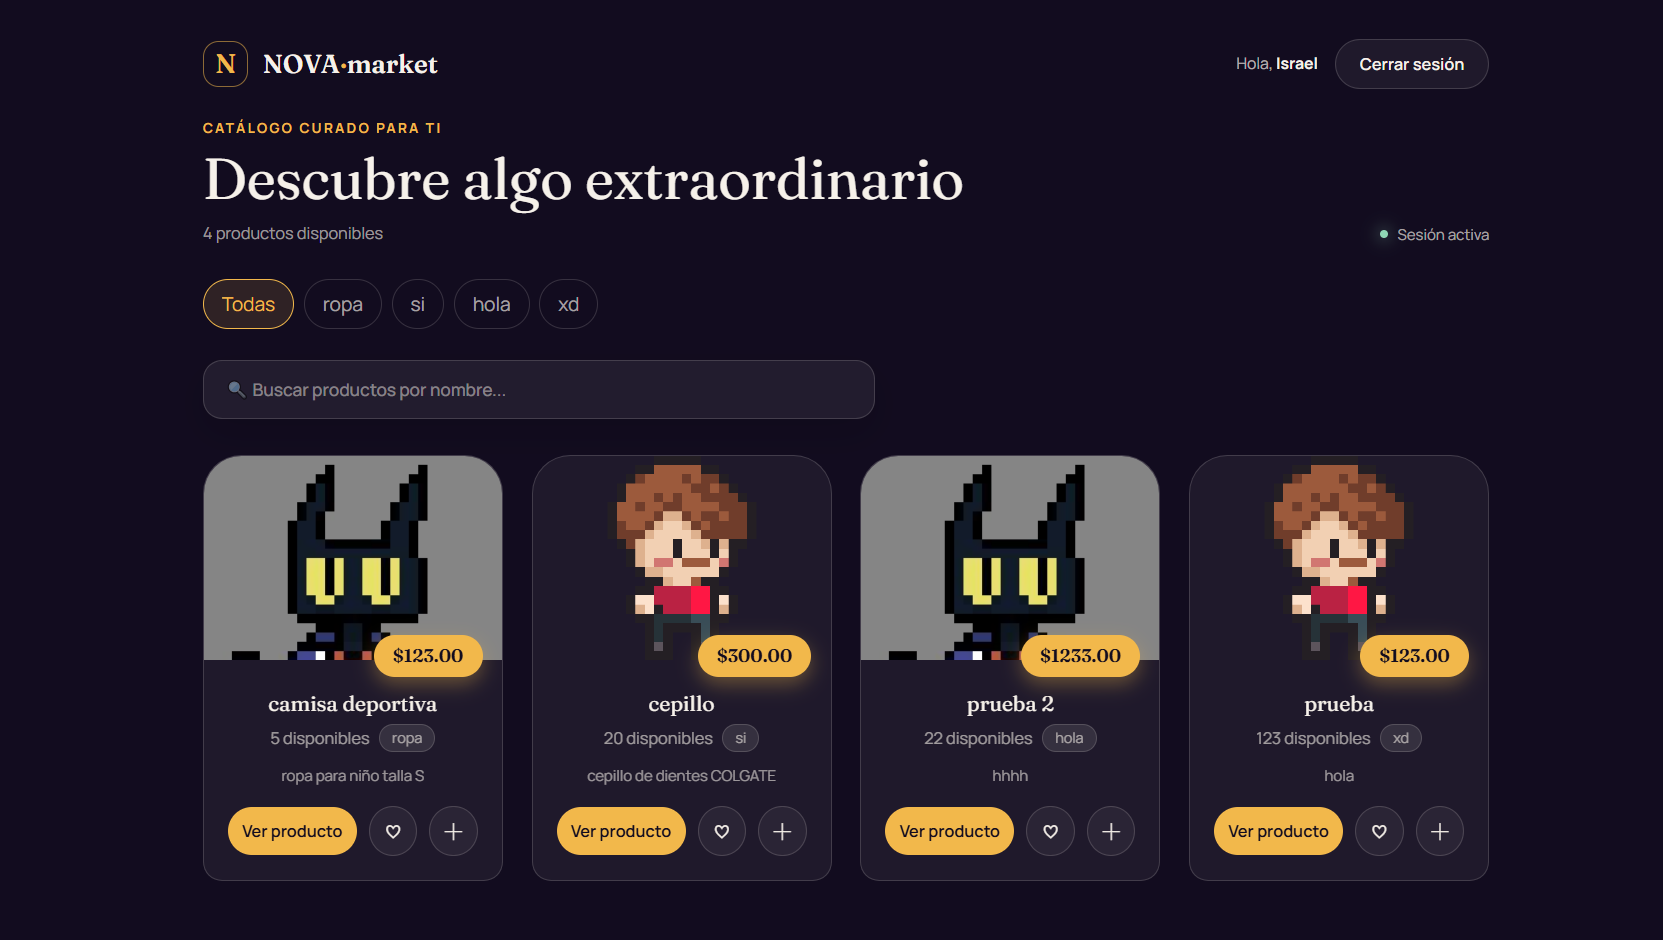 N NOVA·market
Hola, Israel
Cerrar sesión
CATÁLOGO CURADO PARA TI
Descubre algo extraordinario
4 productos disponibles
Sesión activa
Todas
ropa
si
hola
xd
Buscar productos por nombre...
$123.00
camisa deportiva
5 disponibles ropa
ropa para niño talla S
Ver producto
$300.00
cepillo
20 disponibles si
cepillo de dientes COLGATE
Ver producto
$1233.00
prueba 2
22 disponibles hola
hhhh
Ver producto
$123.00
prueba
123 disponibles xd
hola
Ver producto